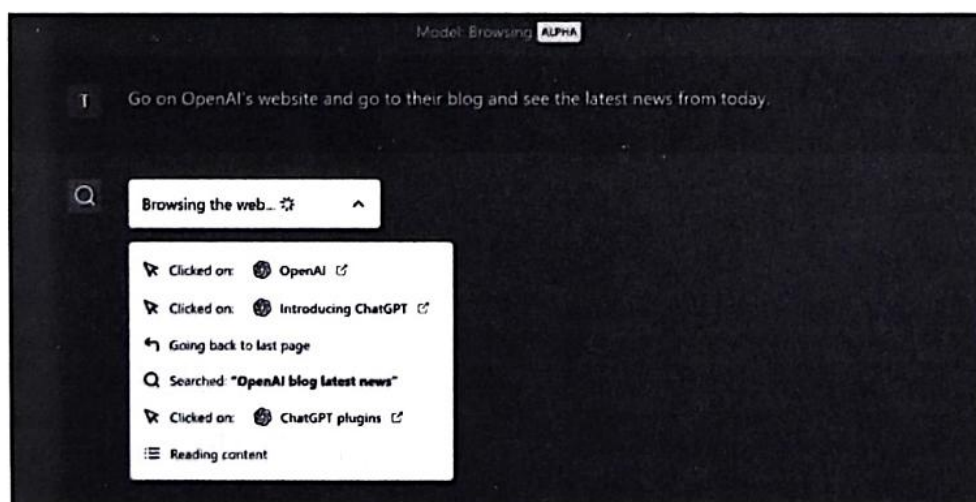 Model: Browsing ALPHA
T Go on OpenAI's website and go to their blog and see the latest news from today.
Browsing the web...
Clicked on: OpenAI
Clicked on: Introducing ChatGPT
Going back to last page
Searched: "OpenAI blog latest news"
Clicked on: ChatGPT plugins
Reading content